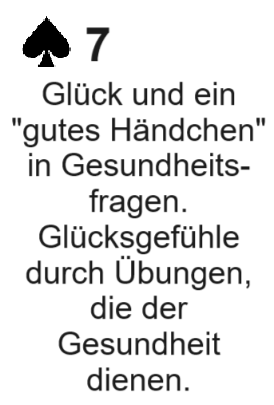 ♠ 7
Glück und ein
"gutes Händchen"
in Gesundheits-
fragen.
Glücksgefühle
durch Übungen,
die der
Gesundheit
dienen.